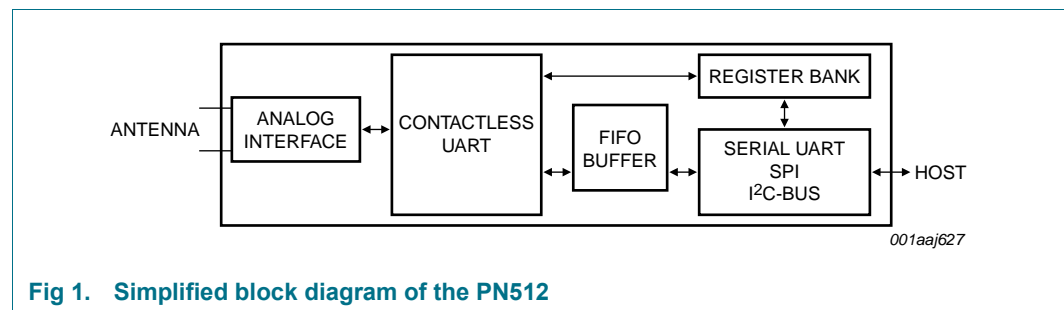 ANTENNA
ANALOG
INTERFACE
CONTACTLESS
UART
FIFO
BUFFER
REGISTER BANK
SERIAL UART
SPI
I²C-BUS
HOST
001aaj627
Fig 1. Simplified block diagram of the PN512